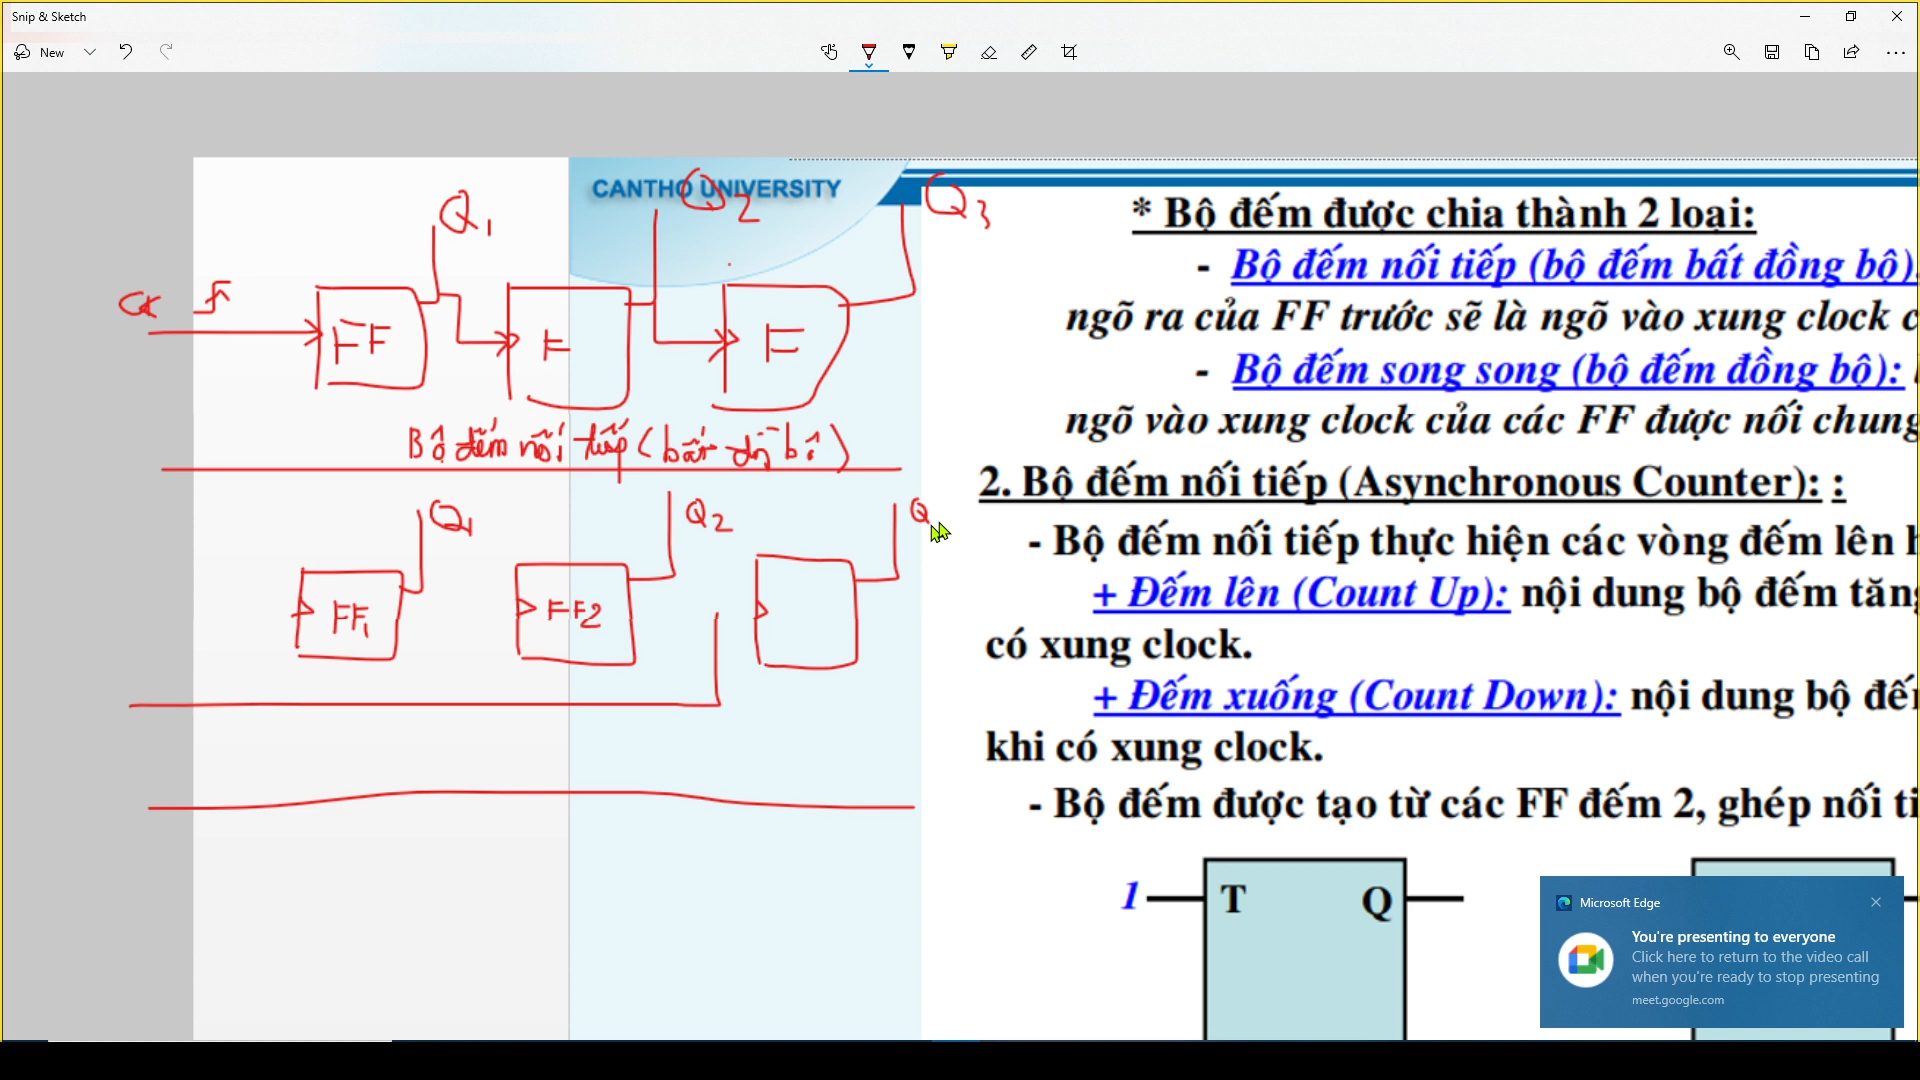 Snip & Sketch
New
CANTHO UNIVERSITY
Q1
Q2
Q3
CK
FF
F
F
Bộ đếm nối tiếp (bất đg bộ)
Q1
Q2
Q
FF1
FF2
* Bộ đếm được chia thành 2 loại:
- Bộ đếm nối tiếp (bộ đếm bất đồng bộ)
ngõ ra của FF trước sẽ là ngõ vào xung clock c
- Bộ đếm song song (bộ đếm đồng bộ):
ngõ vào xung clock của các FF được nối chung
2. Bộ đếm nối tiếp (Asynchronous Counter): :
- Bộ đếm nối tiếp thực hiện các vòng đếm lên h
+ Đếm lên (Count Up): nội dung bộ đếm tăng
có xung clock.
+ Đếm xuống (Count Down): nội dung bộ đếm
khi có xung clock.
- Bộ đếm được tạo từ các FF đếm 2, ghép nối ti
1
T
Q
Microsoft Edge
You're presenting to everyone
Click here to return to the video call
when you're ready to stop presenting
meet.google.com